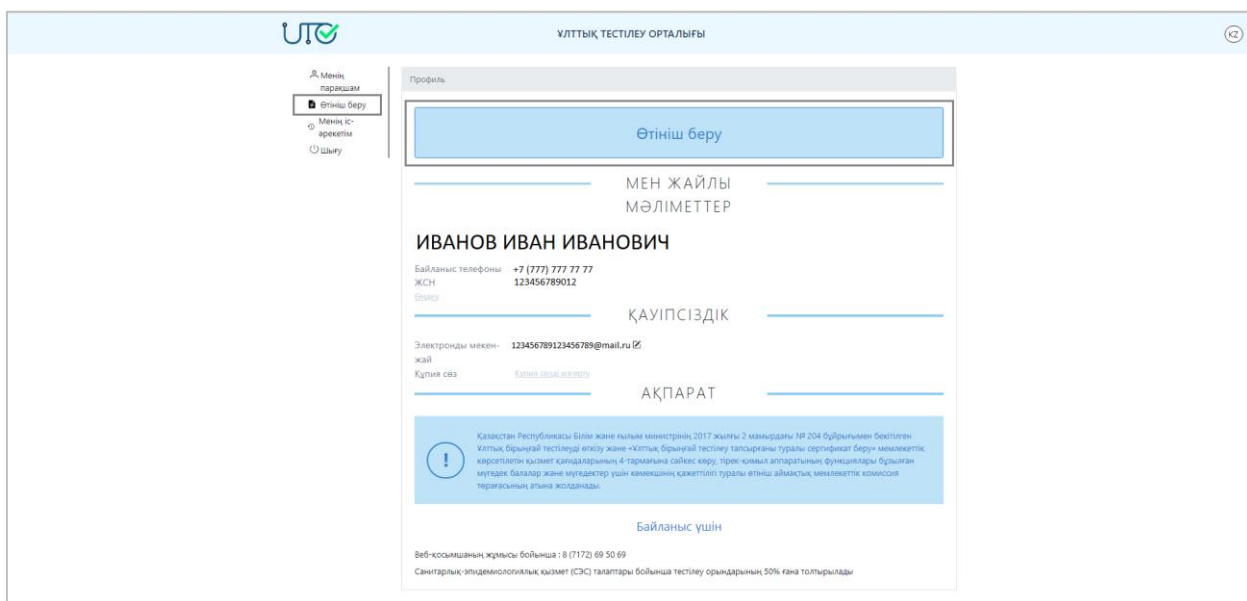 UTO
ҰЛТТЫҚ ТЕСТІЛЕУ ОРТАЛЫҒЫ
KZ
Менің
парақшам
Өтініш беру
Менің іс-
әрекетім
Шығу
Профиль
Өтініш беру
МЕН ЖАЙЛЫ
МӘЛІМЕТТЕР
ИВАНОВ ИВАН ИВАНОВИЧ
Байланыс телефоны +7 (777) 777 77 77
ЖСН 123456789012
Өңдеу
ҚАУІПСІЗДІК
Электронды мекен- 123456789123456789@mail.ru
жай
Құпия сөз Құпия сөзді өзгерту
АҚПАРАТ
Қазақстан Республикасы Білім және ғылым министрінің 2017 жылғы 2 мамырдағы № 204 бұйрығымен бекітілген
Ұлттық бірыңғай тестілеуді өткізу және «Ұлттық бірыңғай тестілеу тапсырғаны туралы сертификат беру» мемлекеттік
көрсетілетін қызмет қағидаларының 4-тармағына сәйкес көру, тірек-қимыл аппаратының функциялары бұзылған
мүгедек балалар және мүгедектер үшін көмекшінің қажеттілігі туралы өтініш аймақтық мемлекеттік комиссия
төрағасының атына жолданады.
Байланыс үшін
Веб-қосымшаның жұмысы бойынша : 8 (7172) 69 50 69
Санитарлық-эпидемиологиялық қызмет (СЭС) талаптары бойынша тестілеу орындарының 50% ғана толтырылады